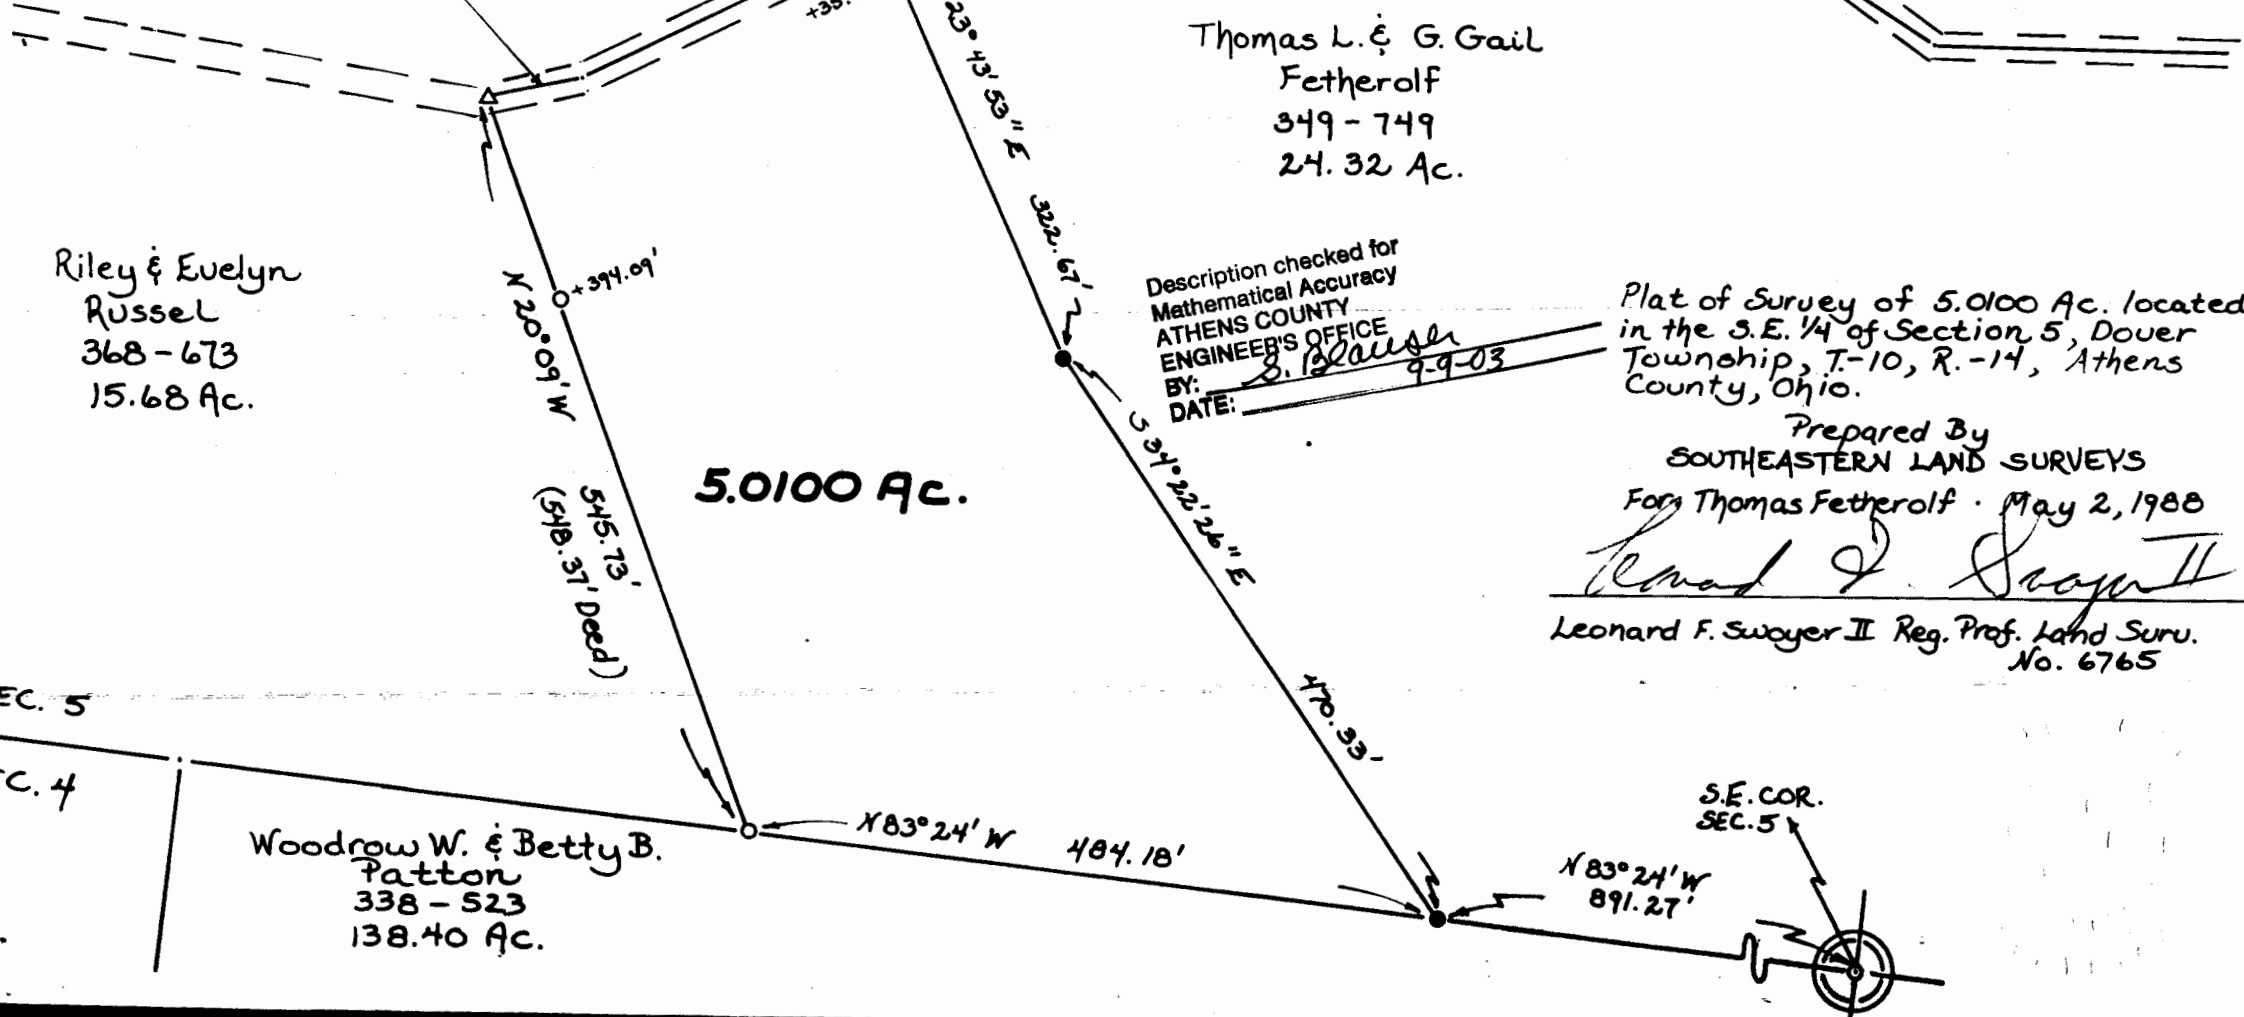 +35.
23° 43' 53" E 322.67'
Thomas L. & G. Gail
Fetherolf
349 - 749
24.32 Ac.
Riley & Evelyn
Russel
368 - 673
15.68 Ac.
+394.09'
N 20° 09' W 545.73'
(548.37' Deed)
5.0100 Ac.
Description checked for
Mathematical Accuracy
ATHENS COUNTY
ENGINEER'S OFFICE
BY: S. Beauser
DATE: 9-9-03
Plat of Survey of 5.0100 Ac. located
in the S.E. 1/4 of Section 5, Dover
Township, T.-10, R.-14, Athens
County, Ohio.
Prepared By
SOUTHEASTERN LAND SURVEYS
For Thomas Fetherolf · May 2, 1988
Leonard F. Swoyer II
Leonard F. Swoyer II Reg. Prof. Land Surv.
No. 6765
S 34° 22' 26" E
470.33'
EC. 5
C. 4
Woodrow W. & Betty B.
Patton
338 - 523
138.40 Ac.
N 83° 24' W 484.18'
N 83° 24' W
891.27'
S.E. COR.
SEC. 5